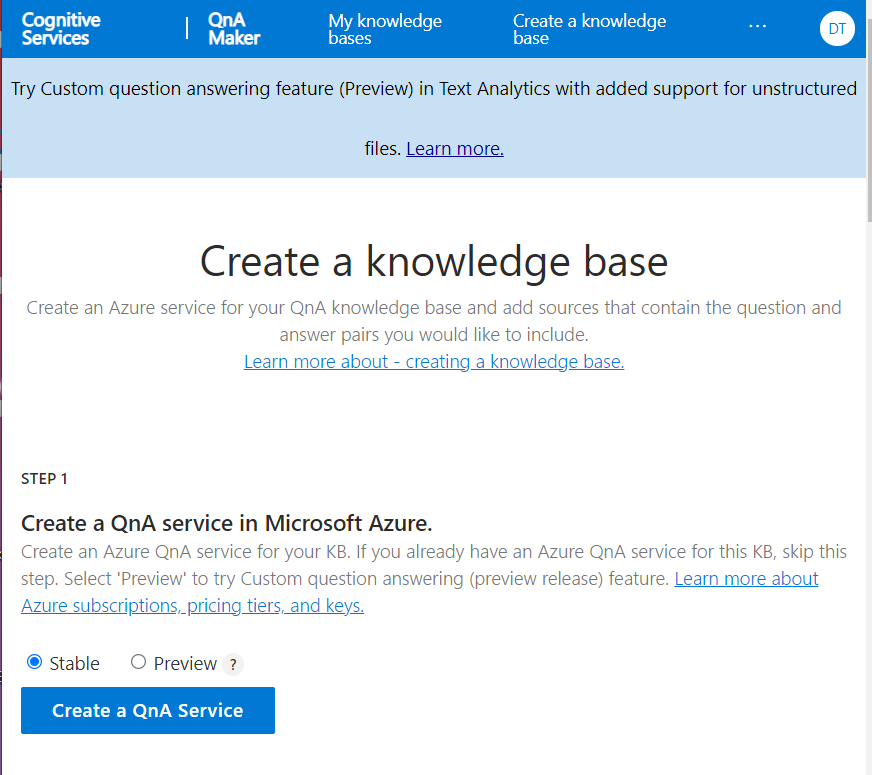 Cognitive Services | QnA Maker My knowledge bases Create a knowledge base ... DT
Try Custom question answering feature (Preview) in Text Analytics with added support for unstructured
files. Learn more.
Create a knowledge base
Create an Azure service for your QnA knowledge base and add sources that contain the question and
answer pairs you would like to include.
Learn more about - creating a knowledge base.
STEP 1
Create a QnA service in Microsoft Azure.
Create an Azure QnA service for your KB. If you already have an Azure QnA service for this KB, skip this
step. Select 'Preview' to try Custom question answering (preview release) feature. Learn more about
Azure subscriptions, pricing tiers, and keys.
Stable Preview ?
Create a QnA Service